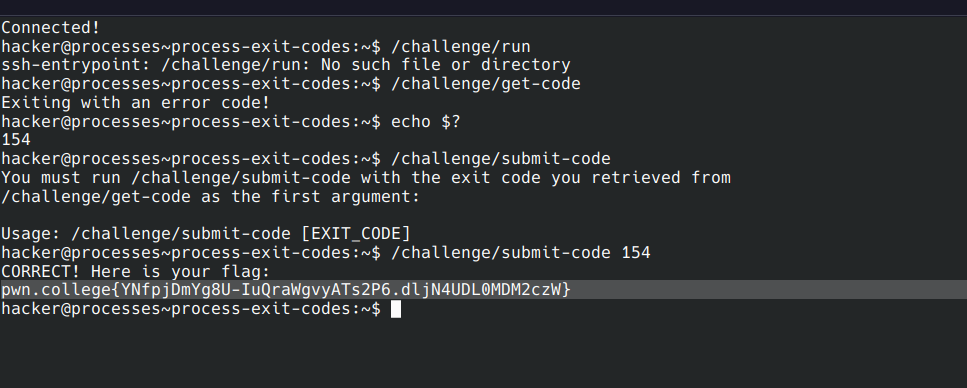 Connected!
hacker@processes~process-exit-codes:~$ /challenge/run
ssh-entrypoint: /challenge/run: No such file or directory
hacker@processes~process-exit-codes:~$ /challenge/get-code
Exiting with an error code!
hacker@processes~process-exit-codes:~$ echo $?
154
hacker@processes~process-exit-codes:~$ /challenge/submit-code
You must run /challenge/submit-code with the exit code you retrieved from
/challenge/get-code as the first argument:
Usage: /challenge/submit-code [EXIT_CODE]
hacker@processes~process-exit-codes:~$ /challenge/submit-code 154
CORRECT! Here is your flag:
pwn.college{YNfpjDmYg8U-IuQraWgvyATs2P6.dljN4UDL0MDM2czW}
hacker@processes~process-exit-codes:~$